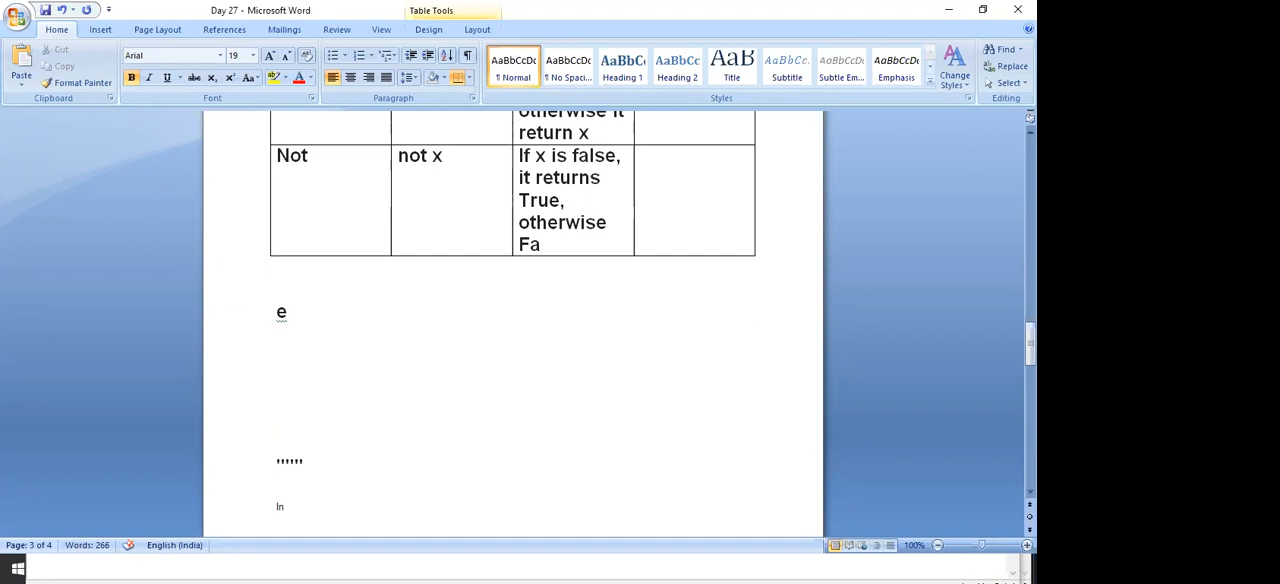 Day 27 - Microsoft Word
Table Tools
Home Insert Page Layout References Mailings Review View Design Layout
Paste
Cut
Copy
Format Painter
Clipboard
Arial 19
Font
Paragraph
AaBbCcDc AaBbCcDc AaBbCc AaBbCc AaB AaBbCc. AaBbCcDc AaBbCcDc
¶ Normal ¶ No Spaci... Heading 1 Heading 2 Title Subtitle Subtle Em... Emphasis
Change
Styles
Styles
Find
Replace
Select
Editing
otherwise it
return x
Not not x If x is false,
it returns
True,
otherwise
Fa
e
''''''
In
Page: 3 of 4 Words: 266 English (India) 100%